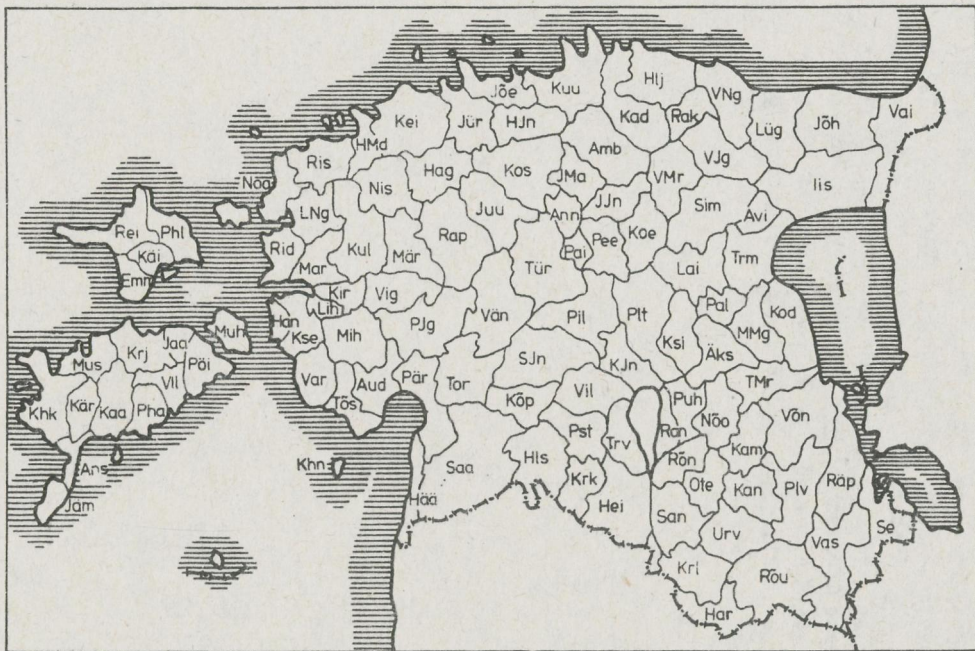 Hlj
Jõe
Kuu
VNg
Kei
Jür
HJn
Kad
Rak
Lüg
Jõh
Vai
HMd
Ris
Hag
Kos
Amb
JMa
VMr
VJg
Iis
Nõa
Nis
LNg
Juu
Ann
JJn
Sim
Avi
Rei
Phl
Käi
Emm
Rid
Mar
Kul
Mär
Rap
Tür
Pai
Pee
Koe
Lai
Trm
Kir
Lih
Vig
Han
Kse
Mih
PJg
Vän
Pil
Plt
Pal
Kod
MMg
Ksi
Äks
Muh
Jaa
Krj
Mus
Pöi
Vll
Khk
Kär
Kaa
Pha
Var
Tõs
Aud
Pär
Tor
SJn
KJn
Kõp
Vil
TMr
Puh
Nõo
Võn
Ran
Pst
Trv
Kam
Rõn
Ans
Jäm
Khn
Hää
Saa
Hls
Krk
Hel
Ote
Kan
Plv
Räp
San
Urv
Vas
Se
Krl
Rõu
Har